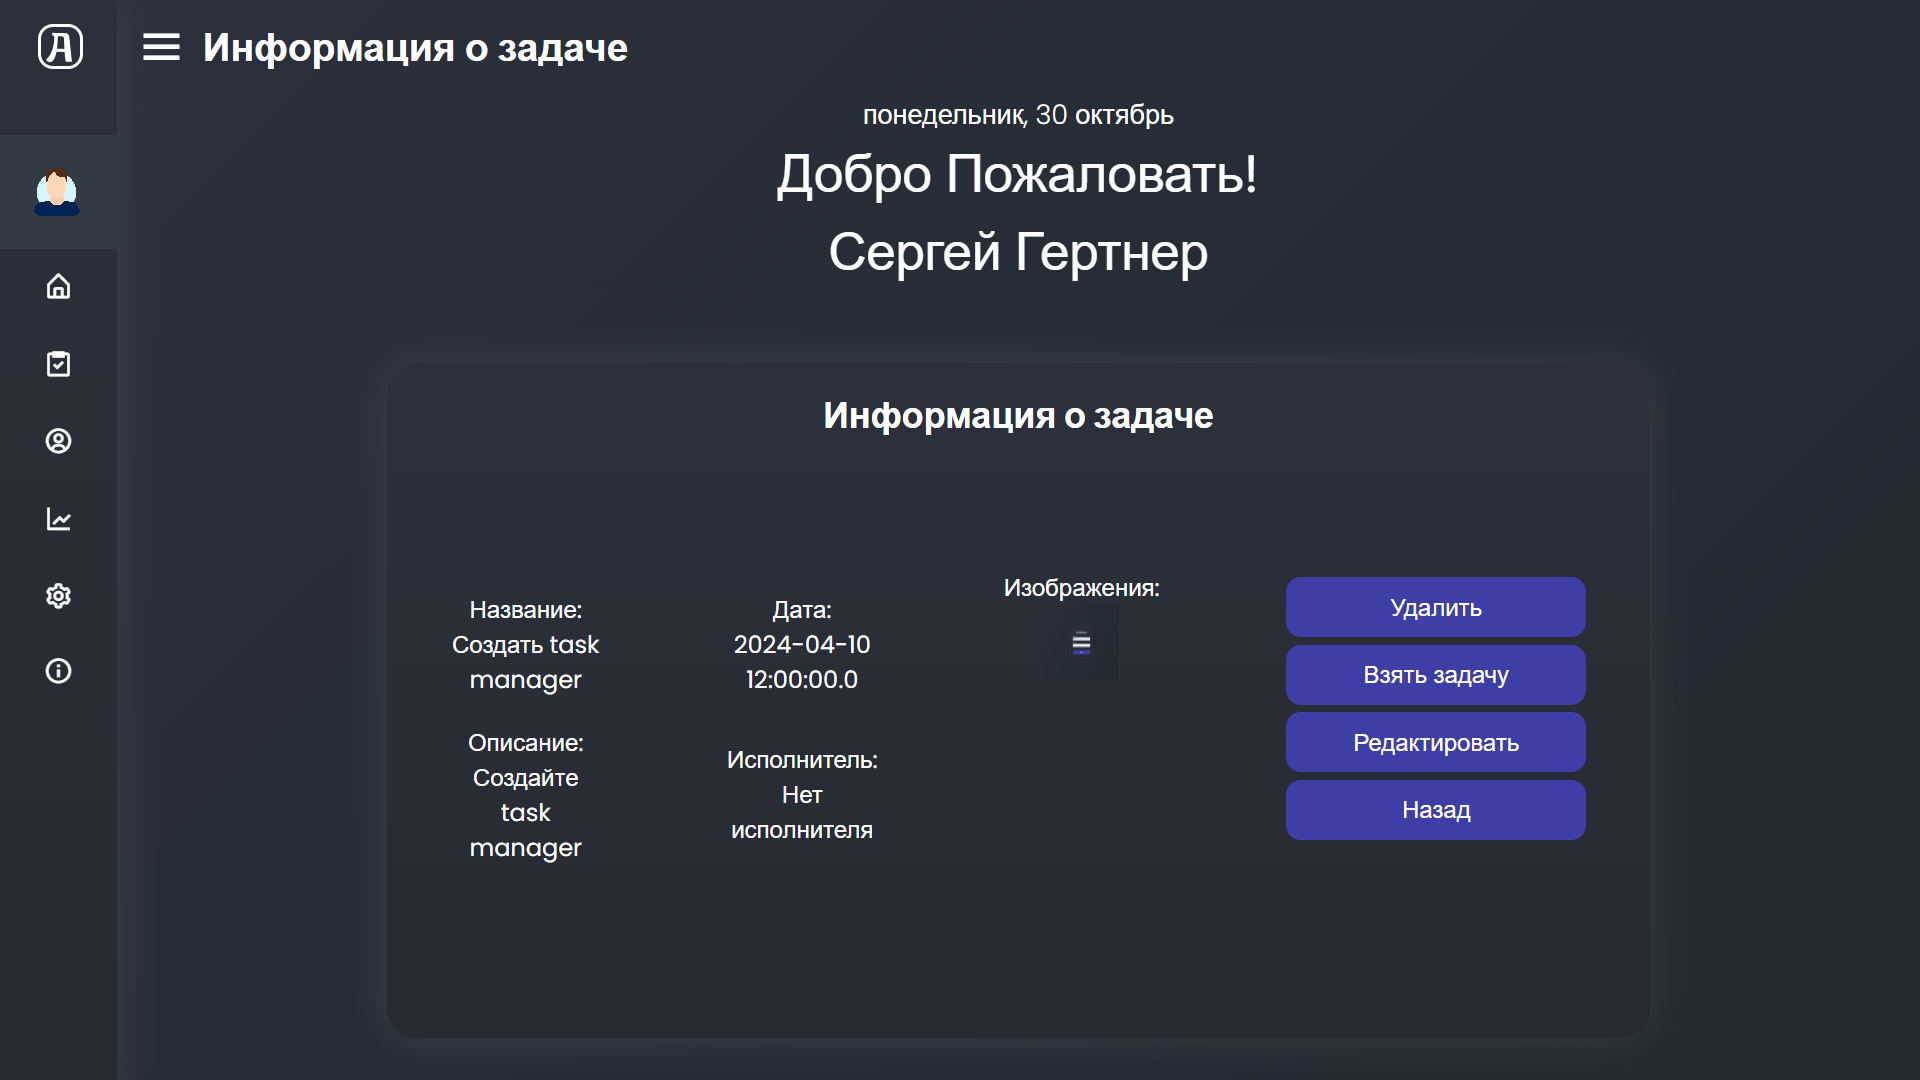 Информация о задаче
понедельник, 30 октябрь
Добро Пожаловать!
Сергей Гертнер
Информация о задаче
Название:
Создать task
manager
Описание:
Создайте
task
manager
Дата:
2024-04-10
12:00:00.0
Исполнитель:
Нет
исполнителя
Изображения:
Удалить
Взять задачу
Редактировать
Назад